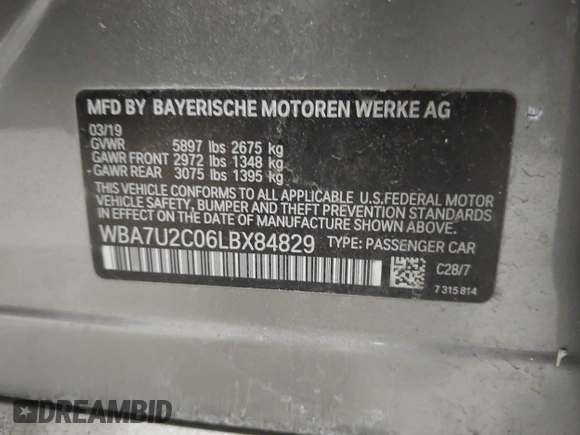 MFD BY BAYERISCHE MOTOREN WERKE AG
03/19
GVWR 5897 lbs 2675 kg
GAWR FRONT 2972 lbs 1348 kg
GAWR REAR 3075 lbs 1395 kg
THIS VEHICLE CONFORMS TO ALL APPLICABLE U.S.FEDERAL MOTOR
VEHICLE SAFETY, BUMPER AND THEFT PREVENTION STANDARDS
IN EFFECT ON THE DATE OF MANUFACTURE SHOWN ABOVE.
WBA7U2C06LBX84829 TYPE: PASSENGER CAR
C28/7
7 315 814
DREAMBID